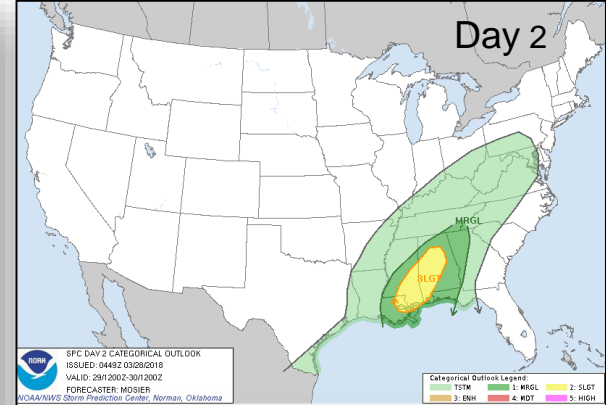 Day 2
MRGL
SLGT
SPC DAY 2 CATEGORICAL OUTLOOK
ISSUED: 0449Z 03/28/2018
VALID: 29/1200Z-30/1200Z
FORECASTER: MOSIER
NOAA/NWS Storm Prediction Center, Norman, Oklahoma
NOAA
Categorical Outlook Legend:
TSTM 1: MRGL 2: SLGT
3: ENH 4: MDT 5: HIGH